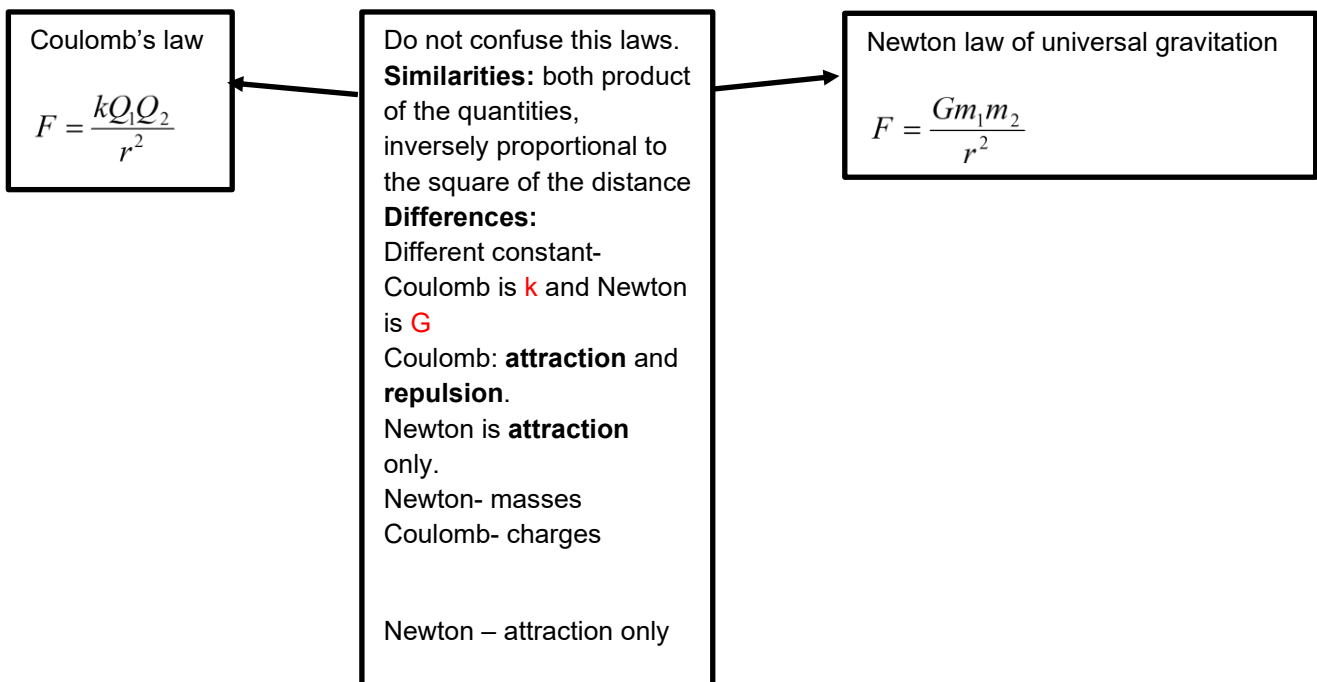 Coulomb's law
F = kQ₁Q₂ / r²
Do not confuse this laws.
Similarities: both product
of the quantities,
inversely proportional to
the square of the distance
Differences:
Different constant-
Coulomb is k and Newton
is G
Coulomb: attraction and
repulsion.
Newton is attraction
only.
Newton- masses
Coulomb- charges
Newton – attraction only
Newton law of universal gravitation
F = Gm₁m₂ / r²